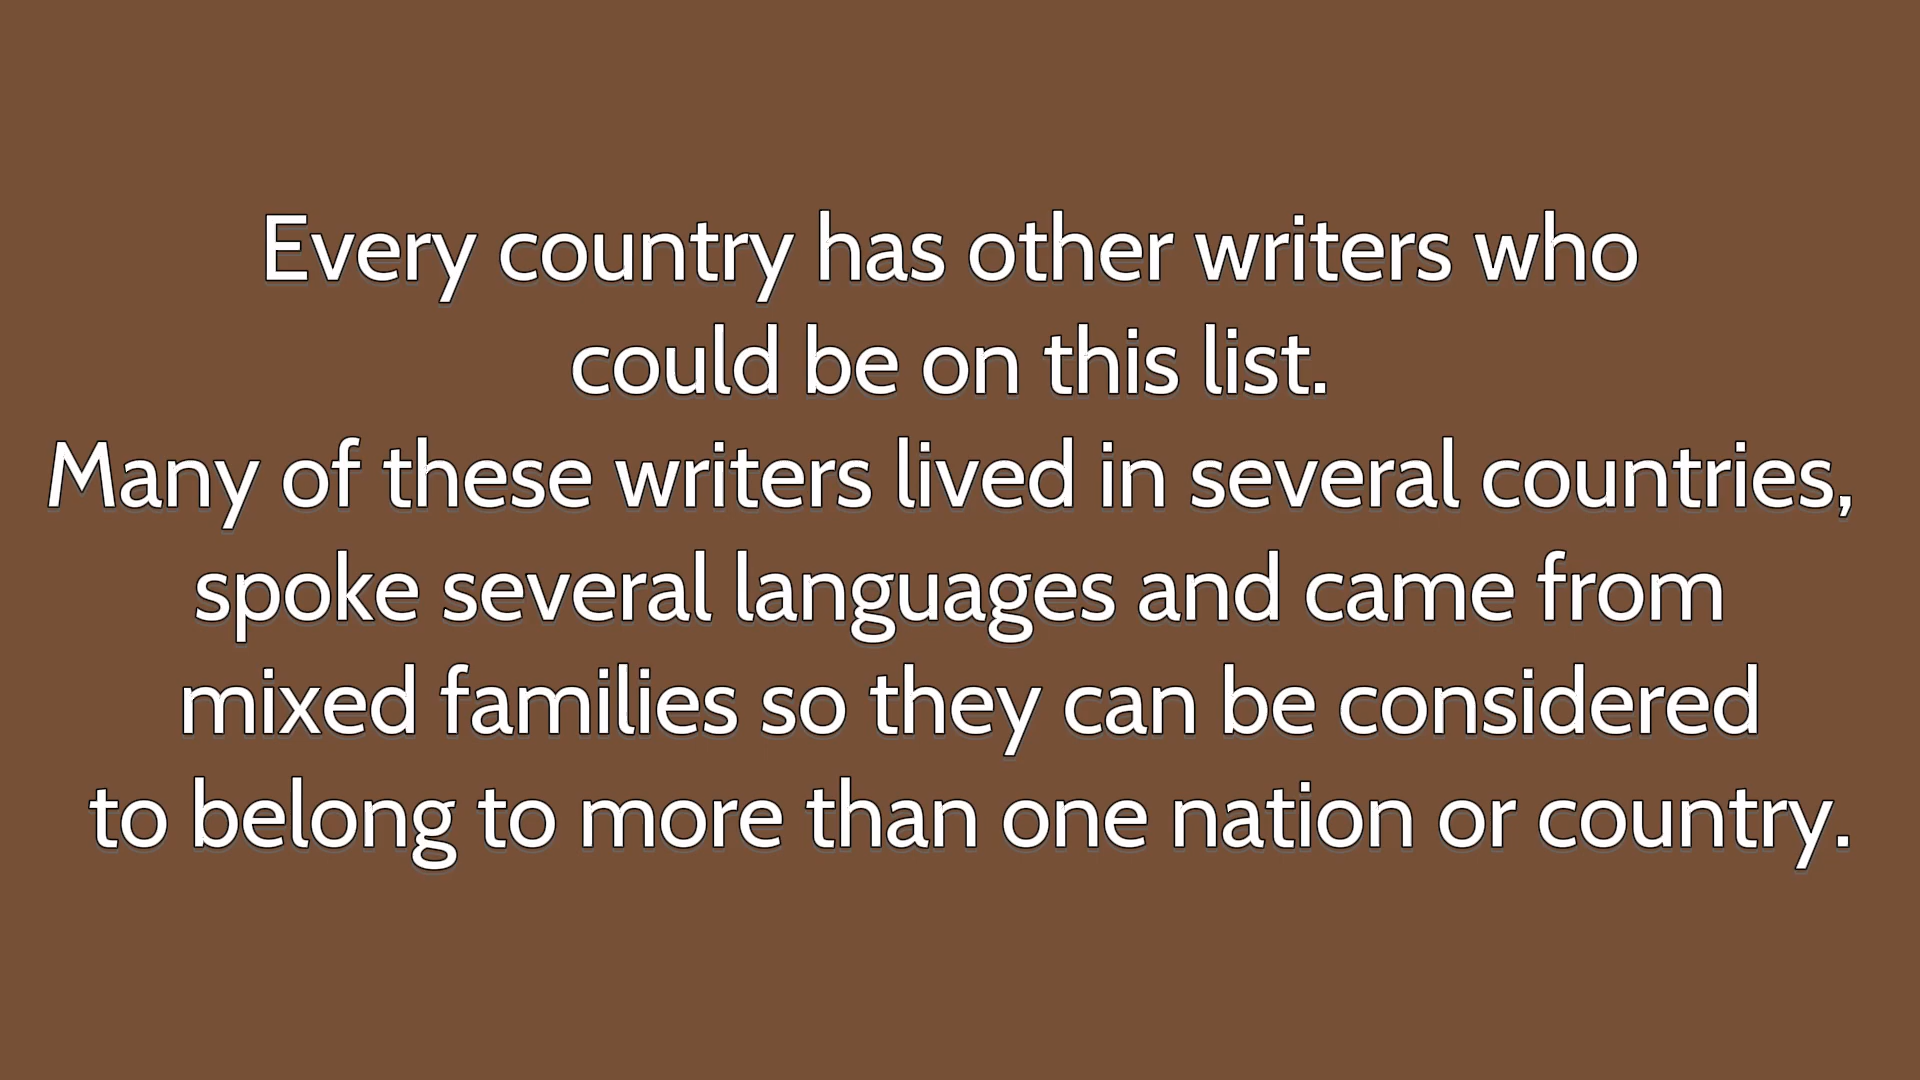 Every country has other writers who
could be on this list.
Many of these writers lived in several countries,
spoke several languages and came from
mixed families so they can be considered
to belong to more than one nation or country.